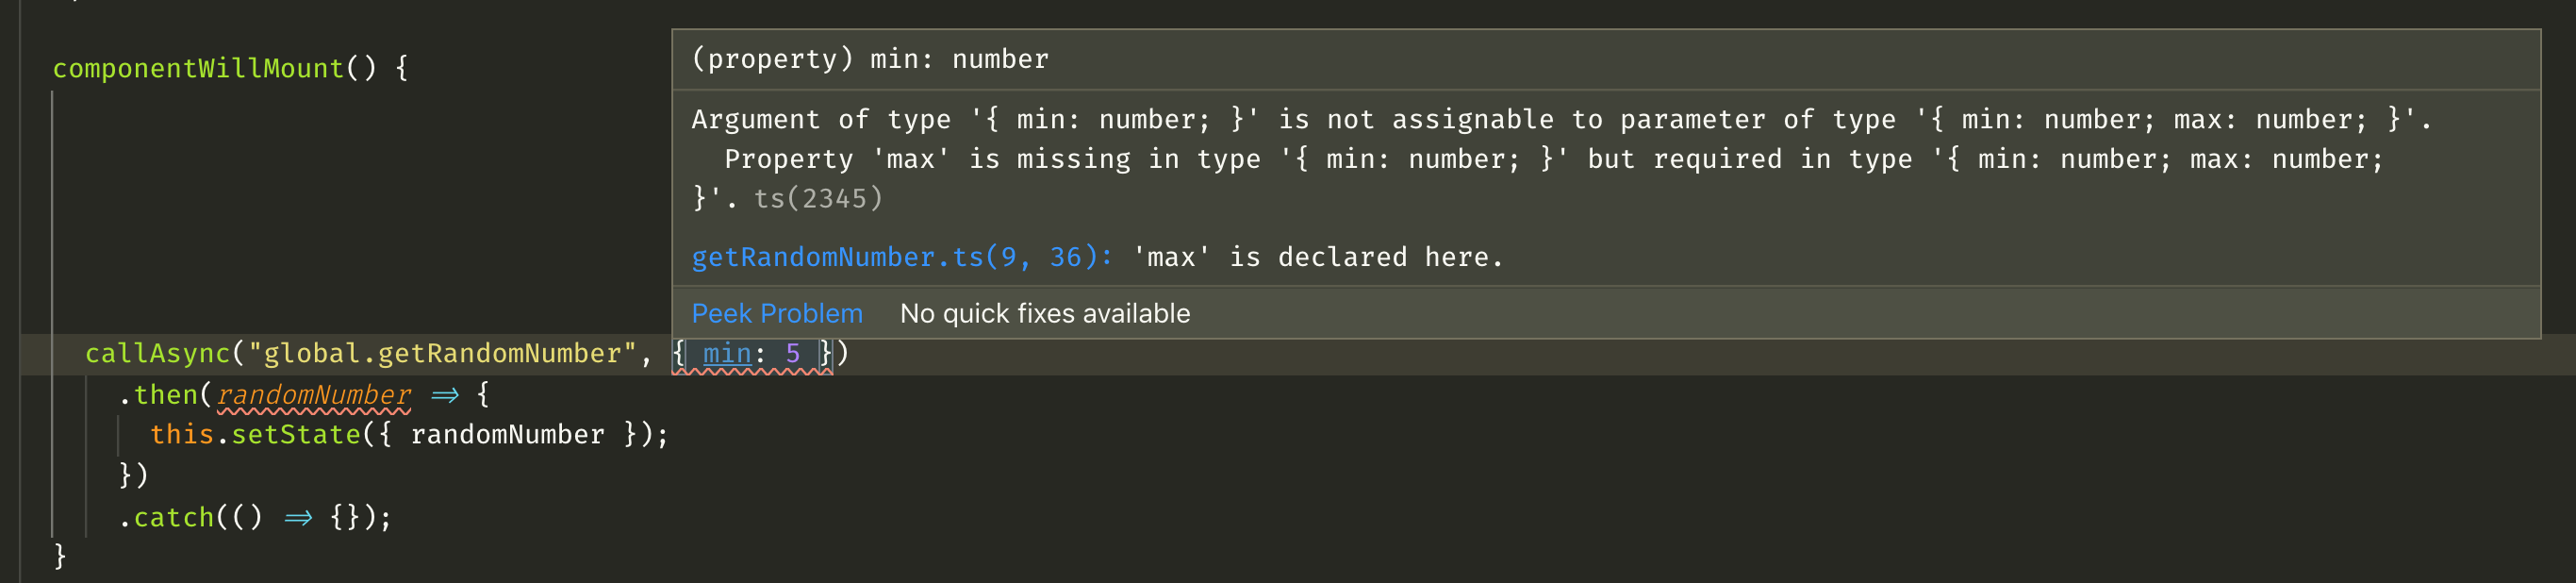 componentWillMount() {
(property) min: number
Argument of type '{ min: number; }' is not assignable to parameter of type '{ min: number; max: number; }'.
Property 'max' is missing in type '{ min: number; }' but required in type '{ min: number; max: number;
}'. ts(2345)
getRandomNumber.ts(9, 36): 'max' is declared here.
Peek Problem No quick fixes available
callAsync("global.getRandomNumber", { min: 5 })
.then(randomNumber => {
this.setState({ randomNumber });
})
.catch(() => {});
}